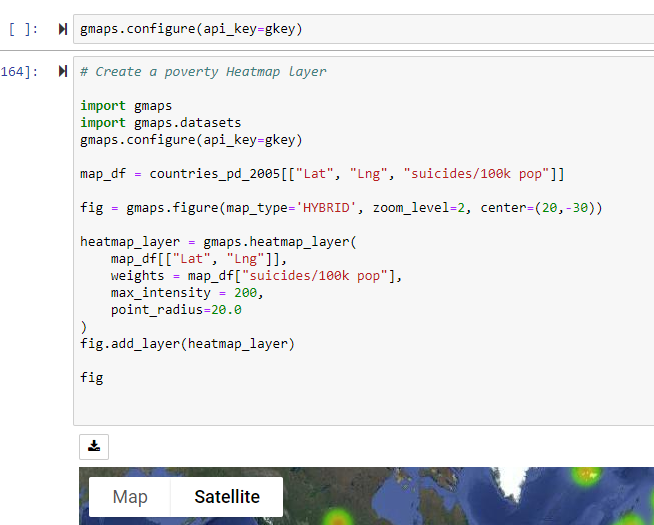 [ ]: gmaps.configure(api_key=gkey)
164]: # Create a poverty Heatmap layer
import gmaps
import gmaps.datasets
gmaps.configure(api_key=gkey)
map_df = countries_pd_2005[["Lat", "Lng", "suicides/100k pop"]]
fig = gmaps.figure(map_type='HYBRID', zoom_level=2, center=(20,-30))
heatmap_layer = gmaps.heatmap_layer(
map_df[["Lat", "Lng"]],
weights = map_df["suicides/100k pop"],
max_intensity = 200,
point_radius=20.0
)
fig.add_layer(heatmap_layer)
fig
Map Satellite